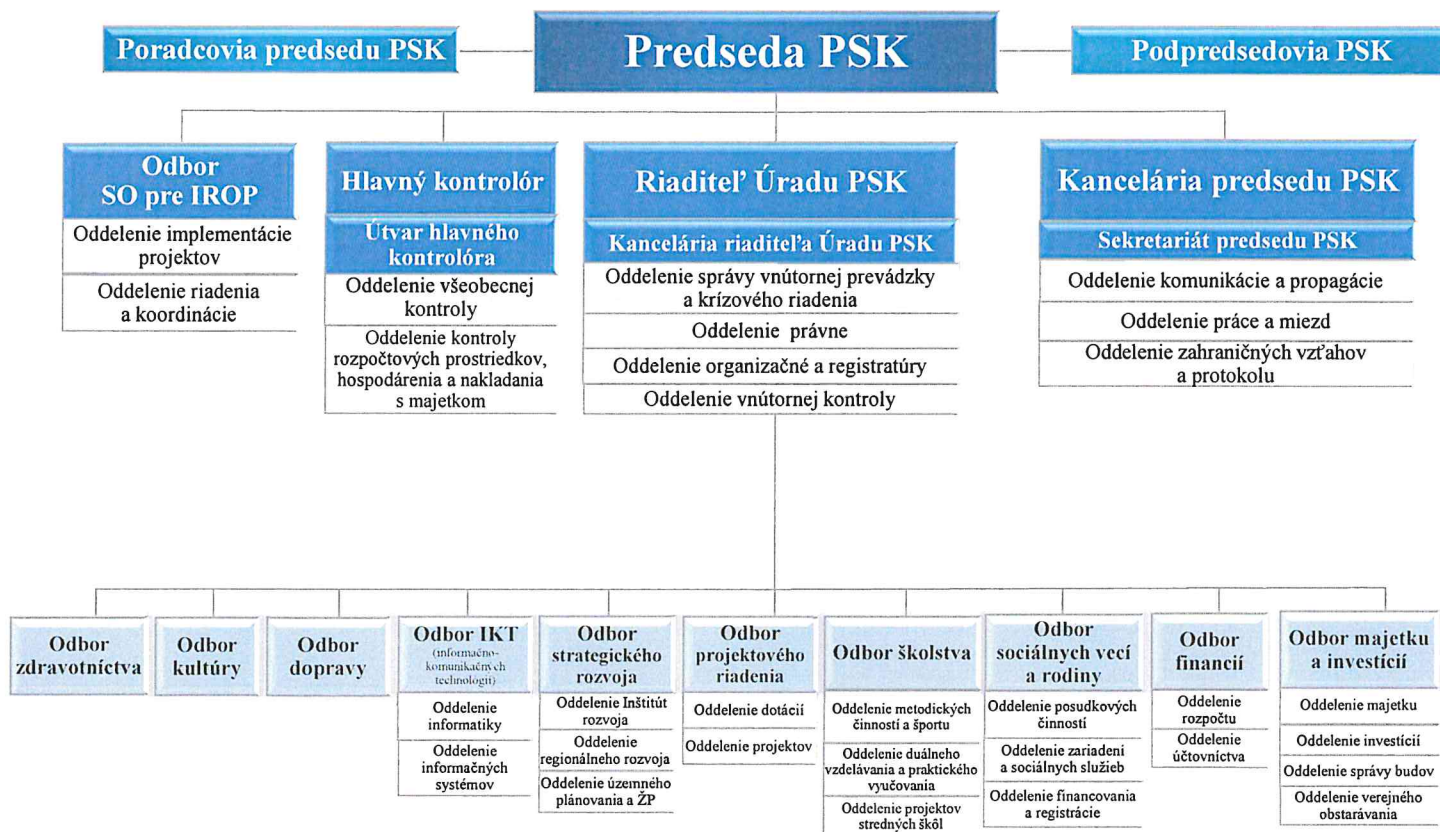 Poradcovia predsedu PSK
Predseda PSK
Podpredsedovia PSK
Odbor
SO pre IROP
Oddelenie implementácie
projektov
Oddelenie riadenia
a koordinácie
Hlavný kontrolór
Útvar hlavného
kontrolóra
Oddelenie všeobecnej
kontroly
Oddelenie kontroly
rozpočtových prostriedkov,
hospodárenia a nakladania
s majetkom
Riaditeľ Úradu PSK
Kancelária riaditeľa Úradu PSK
Oddelenie správy vnútornej prevádzky
a krízového riadenia
Oddelenie právne
Oddelenie organizačné a registratúry
Oddelenie vnútornej kontroly
Kancelária predsedu PSK
Sekretariát predsedu PSK
Oddelenie komunikácie a propagácie
Oddelenie práce a miezd
Oddelenie zahraničných vzťahov
a protokolu
Odbor
zdravotníctva
Odbor
kultúry
Odbor
dopravy
Odbor IKT
(informačno-
komunikačných
technológií)
Oddelenie
informatiky
Oddelenie
informačných
systémov
Odbor
strategického
rozvoja
Oddelenie Inštitút
rozvoja
Oddelenie
regionálneho rozvoja
Oddelenie územného
plánovania a ŽP
Odbor
projektového
riadenia
Oddelenie dotácií
Oddelenie projektov
Odbor školstva
Oddelenie metodických
činností a športu
Oddelenie duálneho
vzdelávania a praktického
vyučovania
Oddelenie projektov
stredných škôl
Odbor
sociálnych vecí
a rodiny
Oddelenie posudkových
činností
Oddelenie zariadení
a sociálnych služieb
Oddelenie financovania
a registrácie
Odbor
financií
Oddelenie
rozpočtu
Oddelenie
účtovníctva
Odbor majetku
a investícií
Oddelenie majetku
Oddelenie investícií
Oddelenie správy budov
Oddelenie verejného
obstarávania